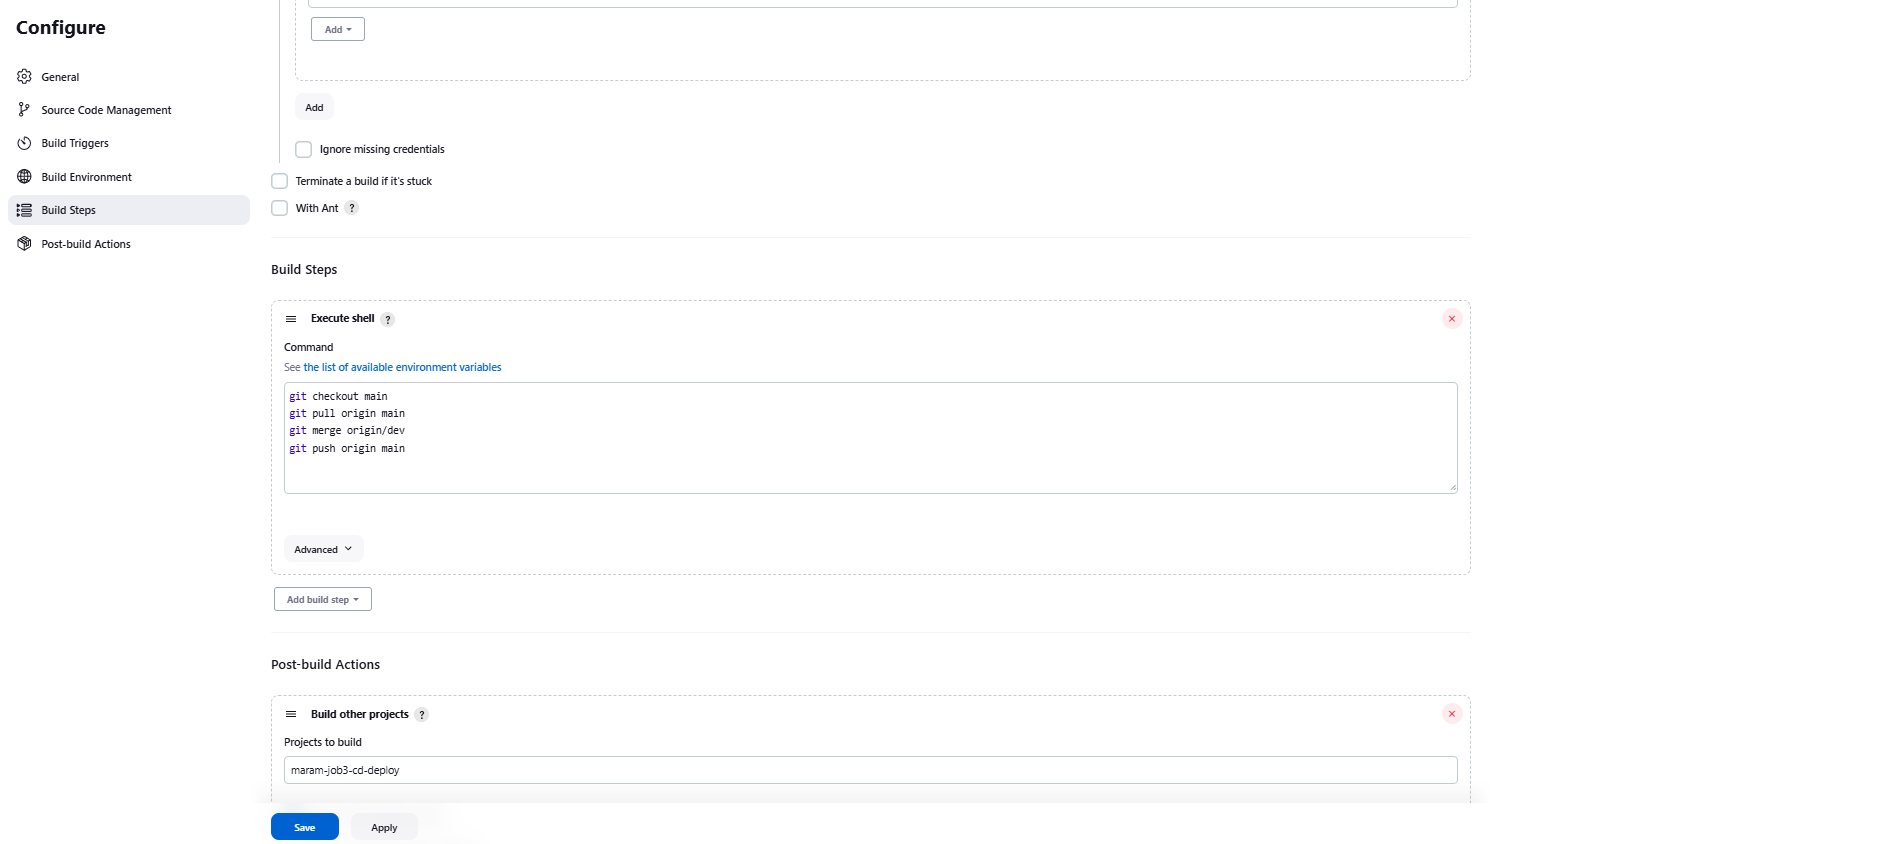 Configure
General
Source Code Management
Build Triggers
Build Environment
Build Steps
Post-build Actions
Add
Add
Ignore missing credentials
Terminate a build if it's stuck
With Ant ?
Build Steps
Execute shell ?
Command
See the list of available environment variables
git checkout main
git pull origin main
git merge origin/dev
git push origin main
Advanced
Add build step
Post-build Actions
Build other projects ?
Projects to build
maram-job3-cd-deploy
Save
Apply